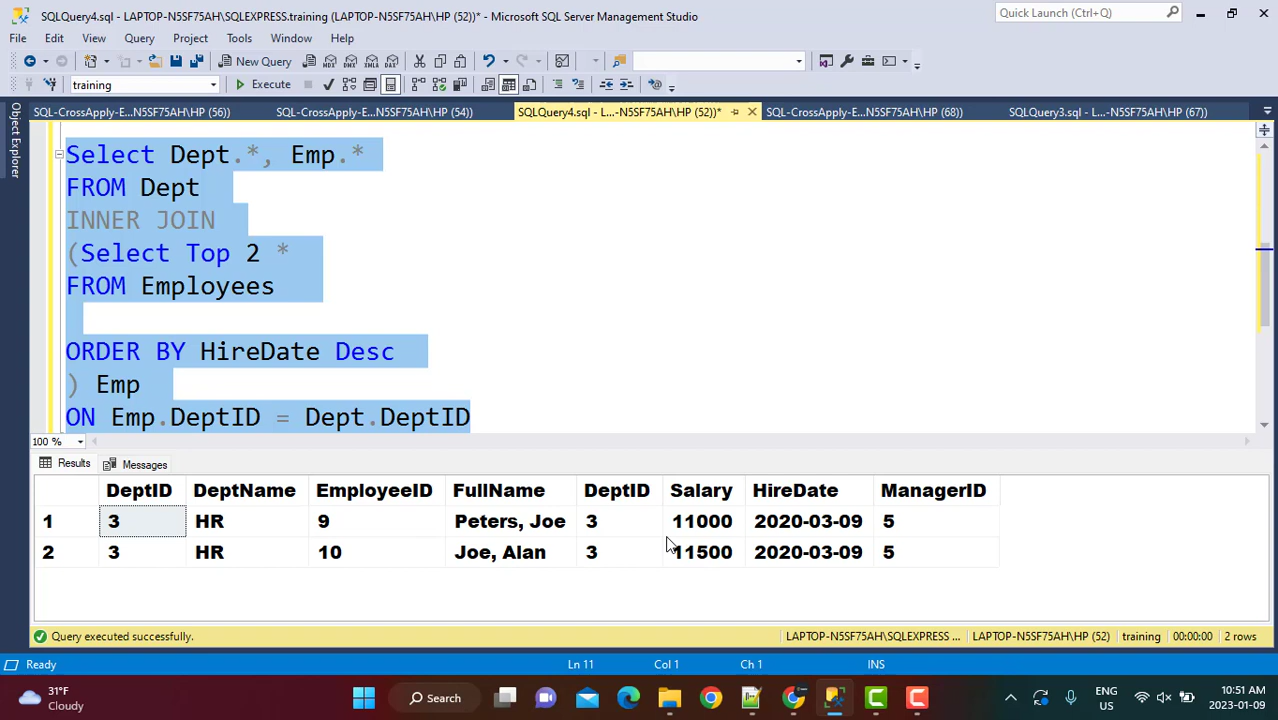 SQLQuery4.sql - LAPTOP-N5SF75AH\SQLEXPRESS.training (LAPTOP-N5SF75AH\HP (52))* - Microsoft SQL Server Management Studio
Quick Launch (Ctrl+Q)
File Edit View Query Project Tools Window Help
New Query
training
Execute
SQL-CrossApply-E...N5SF75AH\HP (56))
SQL-CrossApply-E...N5SF75AH\HP (54))
SQLQuery4.sql - L...-N5SF75AH\HP (52))*
SQL-CrossApply-E...N5SF75AH\HP (68))
SQLQuery3.sql - L...-N5SF75AH\HP (67))
Object Explorer
Select Dept.*, Emp.*
FROM Dept
INNER JOIN
(Select Top 2 *
FROM Employees
ORDER BY HireDate Desc
) Emp
ON Emp.DeptID = Dept.DeptID
100 %
Results Messages
DeptID DeptName EmployeeID FullName DeptID Salary HireDate ManagerID
1 3 HR 9 Peters, Joe 3 11000 2020-03-09 5
2 3 HR 10 Joe, Alan 3 11500 2020-03-09 5
Query executed successfully.
LAPTOP-N5SF75AH\SQLEXPRESS ... LAPTOP-N5SF75AH\HP (52) training 00:00:00 2 rows
Ready Ln 11 Col 1 Ch 1 INS
31°F
Cloudy
Search
ENG
US
10:51 AM
2023-01-09